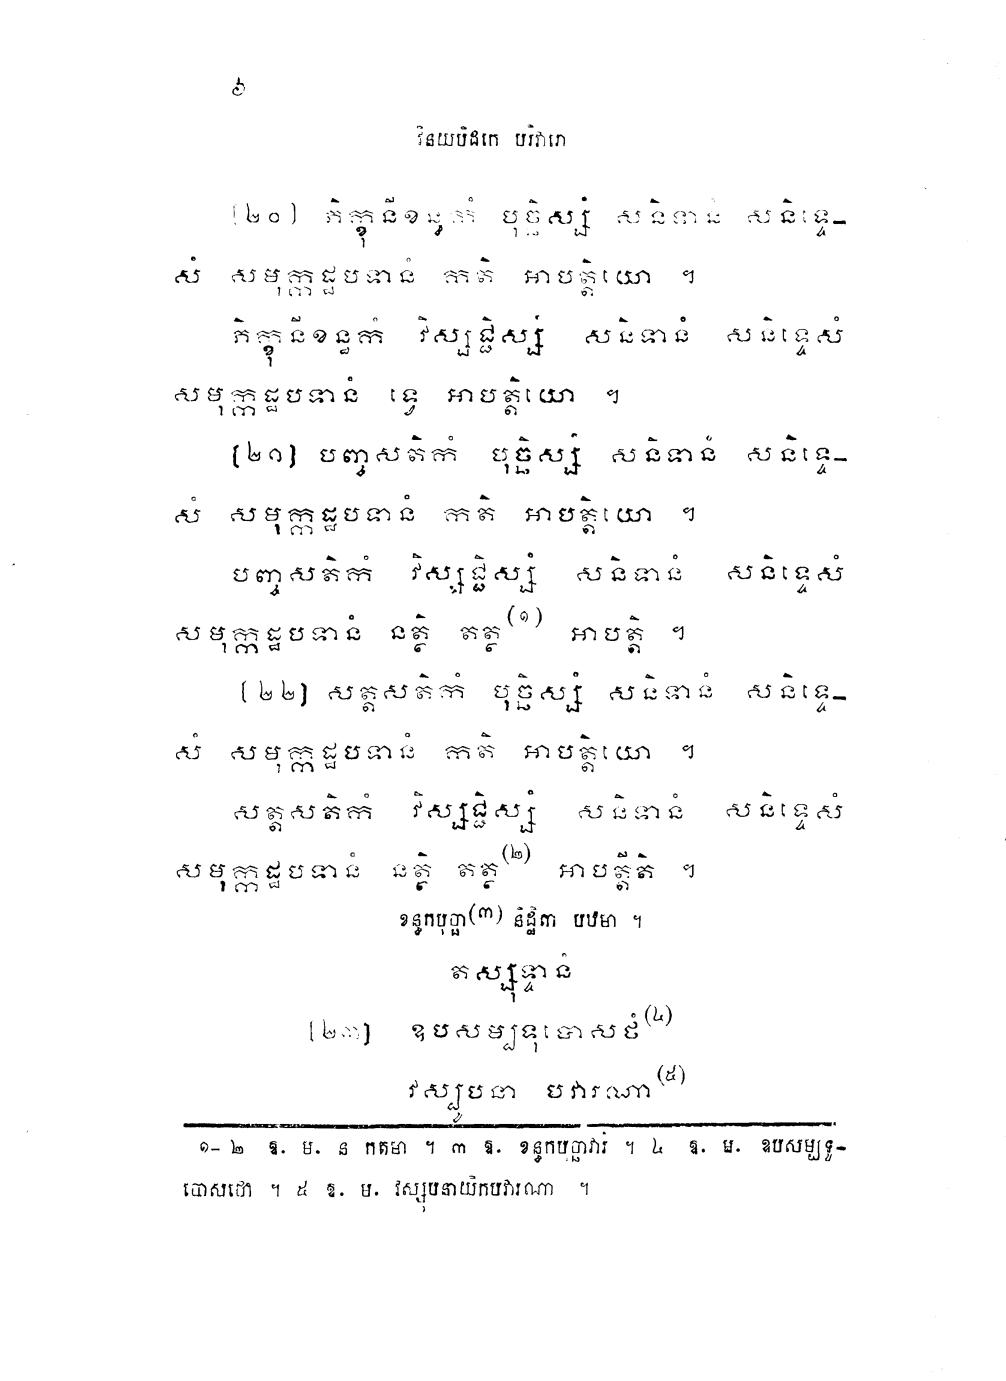 ៦
វិនយបិដកេ បរិវារោ
[២០] ភិក្ខុនីខន្ធកំ បុច្ឆិស្សំ សនិទានំ សនិទ្ទេ-
សំ សមុក្កដ្ឋបទានំ កតិ អាបត្តិយោ ។
ភិក្ខុនីខន្ធកំ វិស្សជ្ជិស្សំ សនិទានំ សនិទ្ទេសំ
សមុក្កដ្ឋបទានំ ទ្វេ អាបត្តិយោ ។
[២១] បញ្ចសតិកំ បុច្ឆិស្សំ សនិទានំ សនិទ្ទេ-
សំ សមុក្កដ្ឋបទានំ កតិ អាបត្តិយោ ។
បញ្ចសតិកំ វិស្សជ្ជិស្សំ សនិទានំ សនិទ្ទេសំ
សមុក្កដ្ឋបទានំ នត្ថិ តត្ថ (១) អាបត្តិ ។
[២២] សត្តសតិកំ បុច្ឆិស្សំ សនិទានំ សនិទ្ទេ-
សំ សមុក្កដ្ឋបទានំ កតិ អាបត្តិយោ ។
សត្តសតិកំ វិស្សជ្ជិស្សំ សនិទានំ សនិទ្ទេសំ
សមុក្កដ្ឋបទានំ នត្ថិ តត្ថ (២) អាបត្តីតិ ។
ខន្ធកបុច្ឆា (៣) និដ្ឋិតា បឋមា ។
តស្សុទ្ទានំ
[២៣] ឧបសម្បទុបោសថំ (៤)
វស្សូបនា បវារណា (៥)
១-២ ឱ. ម. ន កតមា ។ ៣ ឱ. ខន្ធកបុច្ឆាវារំ ។ ៤ ឱ. ម. ឧបសម្បទូ-
បោសថោ ។ ៥ ឱ. ម. វស្សុបនាយិកបវារណា ។